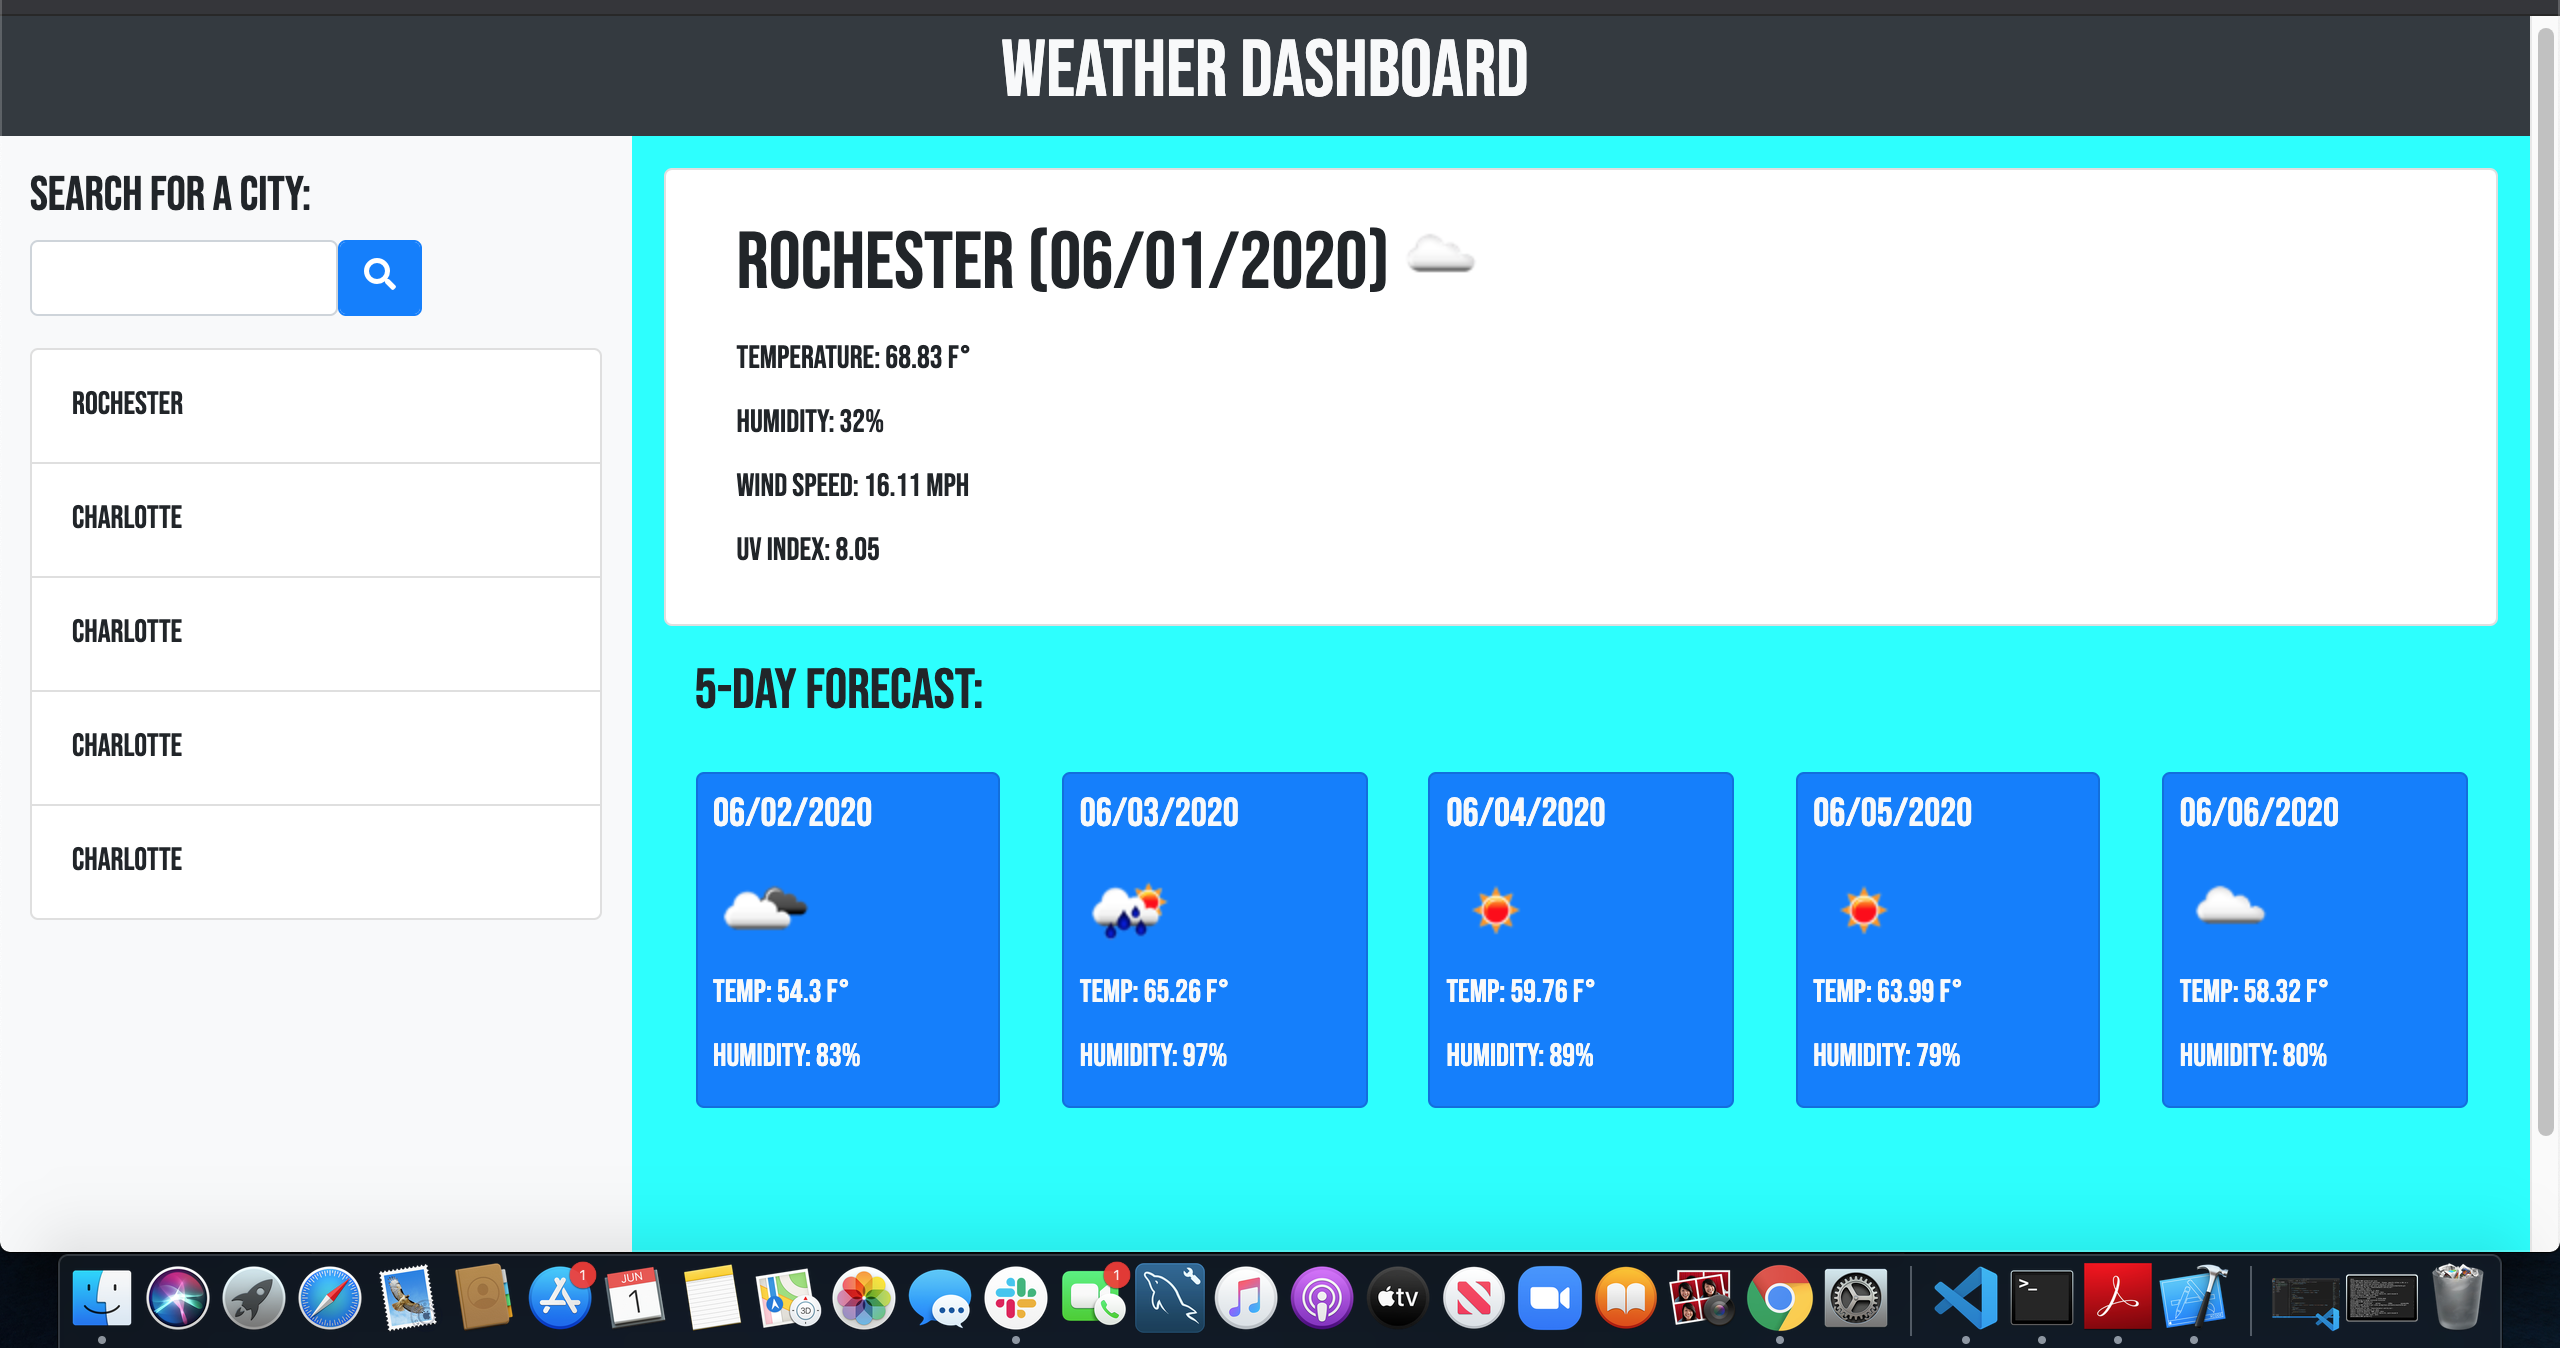 WEATHER DASHBOARD
SEARCH FOR A CITY:
ROCHESTER
CHARLOTTE
CHARLOTTE
CHARLOTTE
CHARLOTTE
ROCHESTER (06/01/2020)
TEMPERATURE: 68.83 F°
HUMIDITY: 32%
WIND SPEED: 16.11 MPH
UV INDEX: 8.05
5-DAY FORECAST:
06/02/2020
TEMP: 54.3 F°
HUMIDITY: 83%
06/03/2020
TEMP: 65.26 F°
HUMIDITY: 97%
06/04/2020
TEMP: 59.76 F°
HUMIDITY: 89%
06/05/2020
TEMP: 63.99 F°
HUMIDITY: 79%
06/06/2020
TEMP: 58.32 F°
HUMIDITY: 80%
1
JUN
1
3D
1
tv
>_